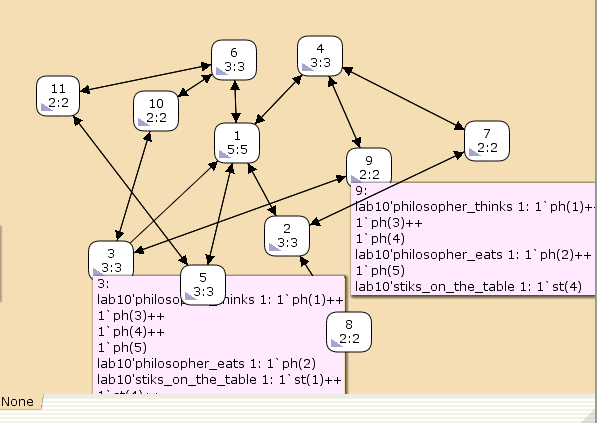 6
3:3
4
3:3
11
2:2
10
2:2
1
5:5
7
2:2
9
2:2
9:
lab10'philosopher_thinks 1: 1`ph(1)++
1`ph(3)++
1`ph(4)
lab10'philosopher_eats 1: 1`ph(2)++
1`ph(5)
lab10'stiks_on_the_table 1: 1`st(4)
2
3:3
3
3:3
5
3:3
3:
1: 1`ph(1)++
1`ph(3)++
1`ph(4)++
1`ph(5)
lab10'philosopher_eats 1: 1`ph(2)
lab10'stiks_on_the_table 1: 1`st(1)++
8
2:2
None